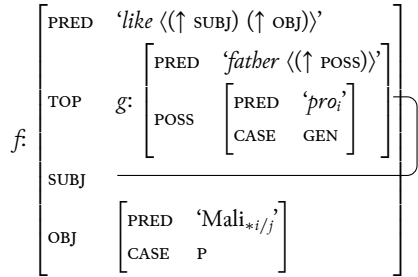 PRED ‘like ⟨(↑ SUBJ) (↑ OBJ)⟩’
PRED ‘father ⟨(↑ POSS)⟩’
TOP g: POSS PRED ‘proᵢ’
CASE GEN
f:
SUBJ
OBJ PRED ‘Mali∗i/j’
CASE P